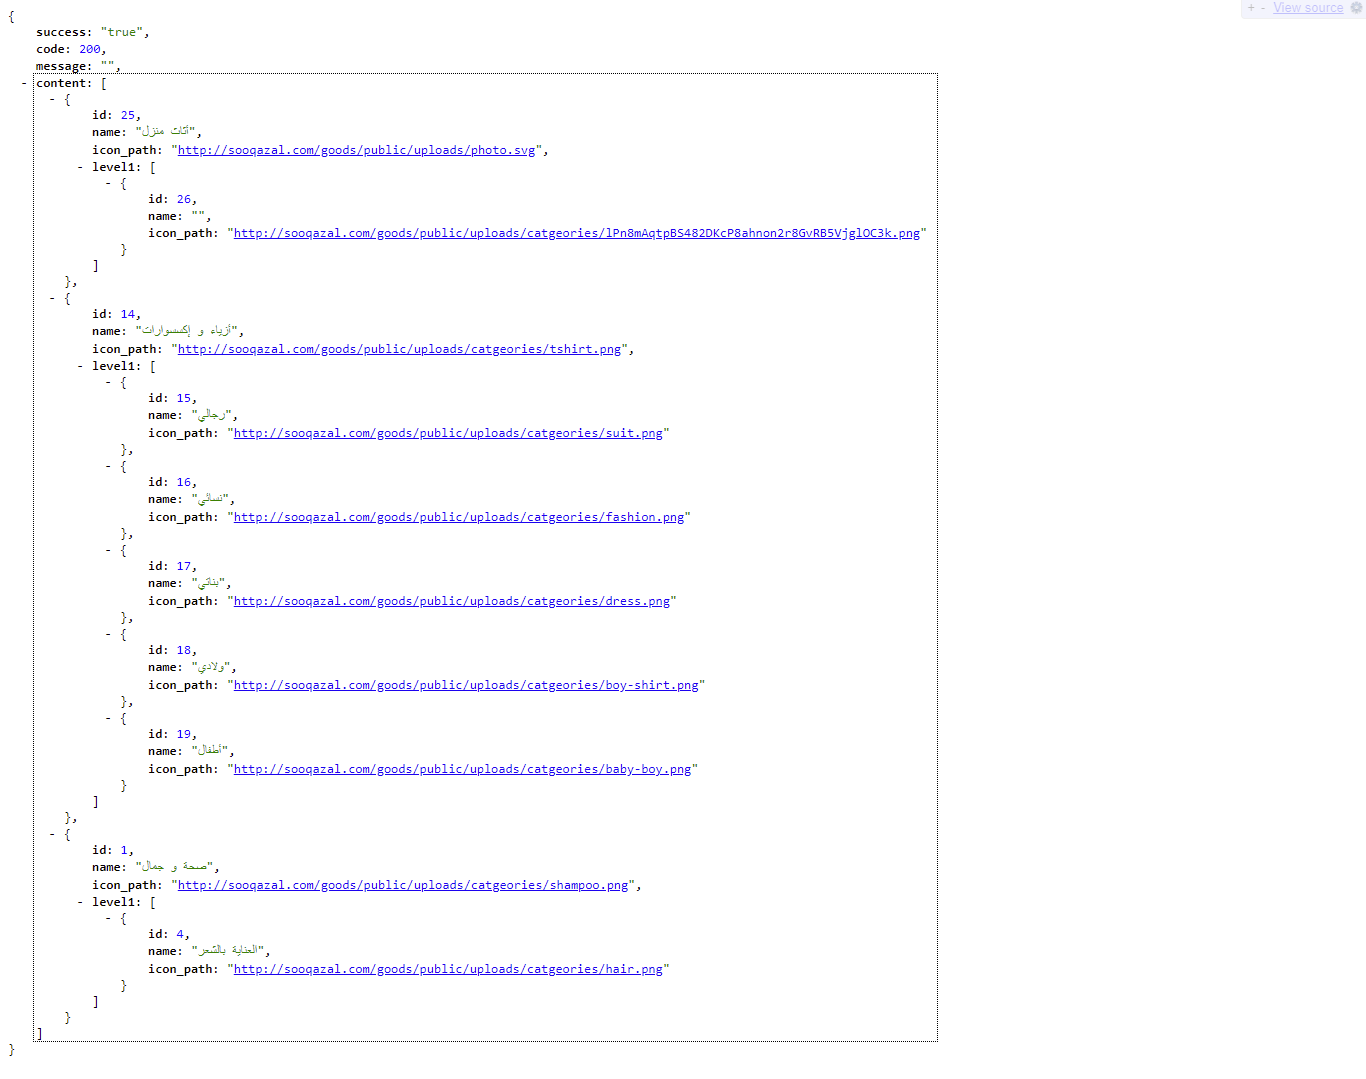 + - View source
{
success: "true",
code: 200,
message: "",
- content: [
- {
id: 25,
name: "أثاث منزل",
icon_path: "http://sooqazal.com/goods/public/uploads/photo.svg",
- level1: [
- {
id: 26,
name: "",
icon_path: "http://sooqazal.com/goods/public/uploads/catgeories/lPn8mAqtpBS482DKcP8ahnon2r8GvRB5VjglOC3k.png"
}
]
},
- {
id: 14,
name: "أزياء و إكسسوارات",
icon_path: "http://sooqazal.com/goods/public/uploads/catgeories/tshirt.png",
- level1: [
- {
id: 15,
name: "رجالي",
icon_path: "http://sooqazal.com/goods/public/uploads/catgeories/suit.png"
},
- {
id: 16,
name: "نسائي",
icon_path: "http://sooqazal.com/goods/public/uploads/catgeories/fashion.png"
},
- {
id: 17,
name: "بناتي",
icon_path: "http://sooqazal.com/goods/public/uploads/catgeories/dress.png"
},
- {
id: 18,
name: "ولادي",
icon_path: "http://sooqazal.com/goods/public/uploads/catgeories/boy-shirt.png"
},
- {
id: 19,
name: "أطفال",
icon_path: "http://sooqazal.com/goods/public/uploads/catgeories/baby-boy.png"
}
]
},
- {
id: 1,
name: "صحة و جمال",
icon_path: "http://sooqazal.com/goods/public/uploads/catgeories/shampoo.png",
- level1: [
- {
id: 4,
name: "العناية بالشعر",
icon_path: "http://sooqazal.com/goods/public/uploads/catgeories/hair.png"
}
]
}
]
}